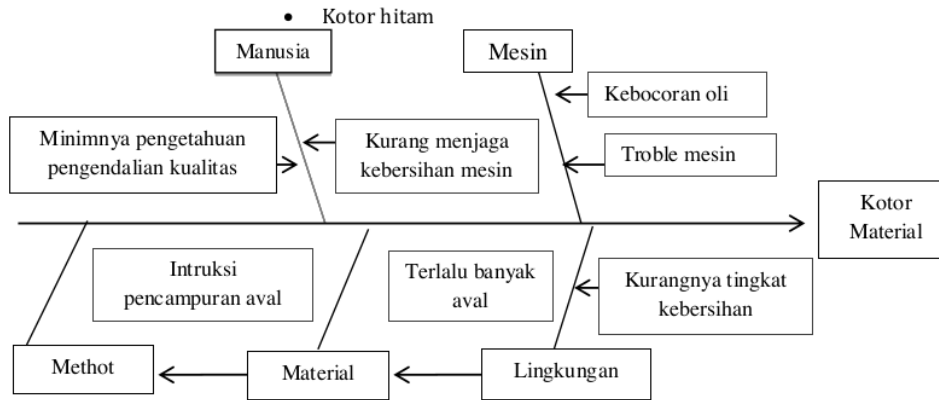 • Kotor hitam
Manusia
Mesin
Kebocoran oli
Minimnya pengetahuan
pengendalian kualitas
Kurang menjaga
kebersihan mesin
Troble mesin
Kotor
Material
Intruksi
pencampuran aval
Terlalu banyak
aval
Kurangnya tingkat
kebersihan
Methot
Material
Lingkungan